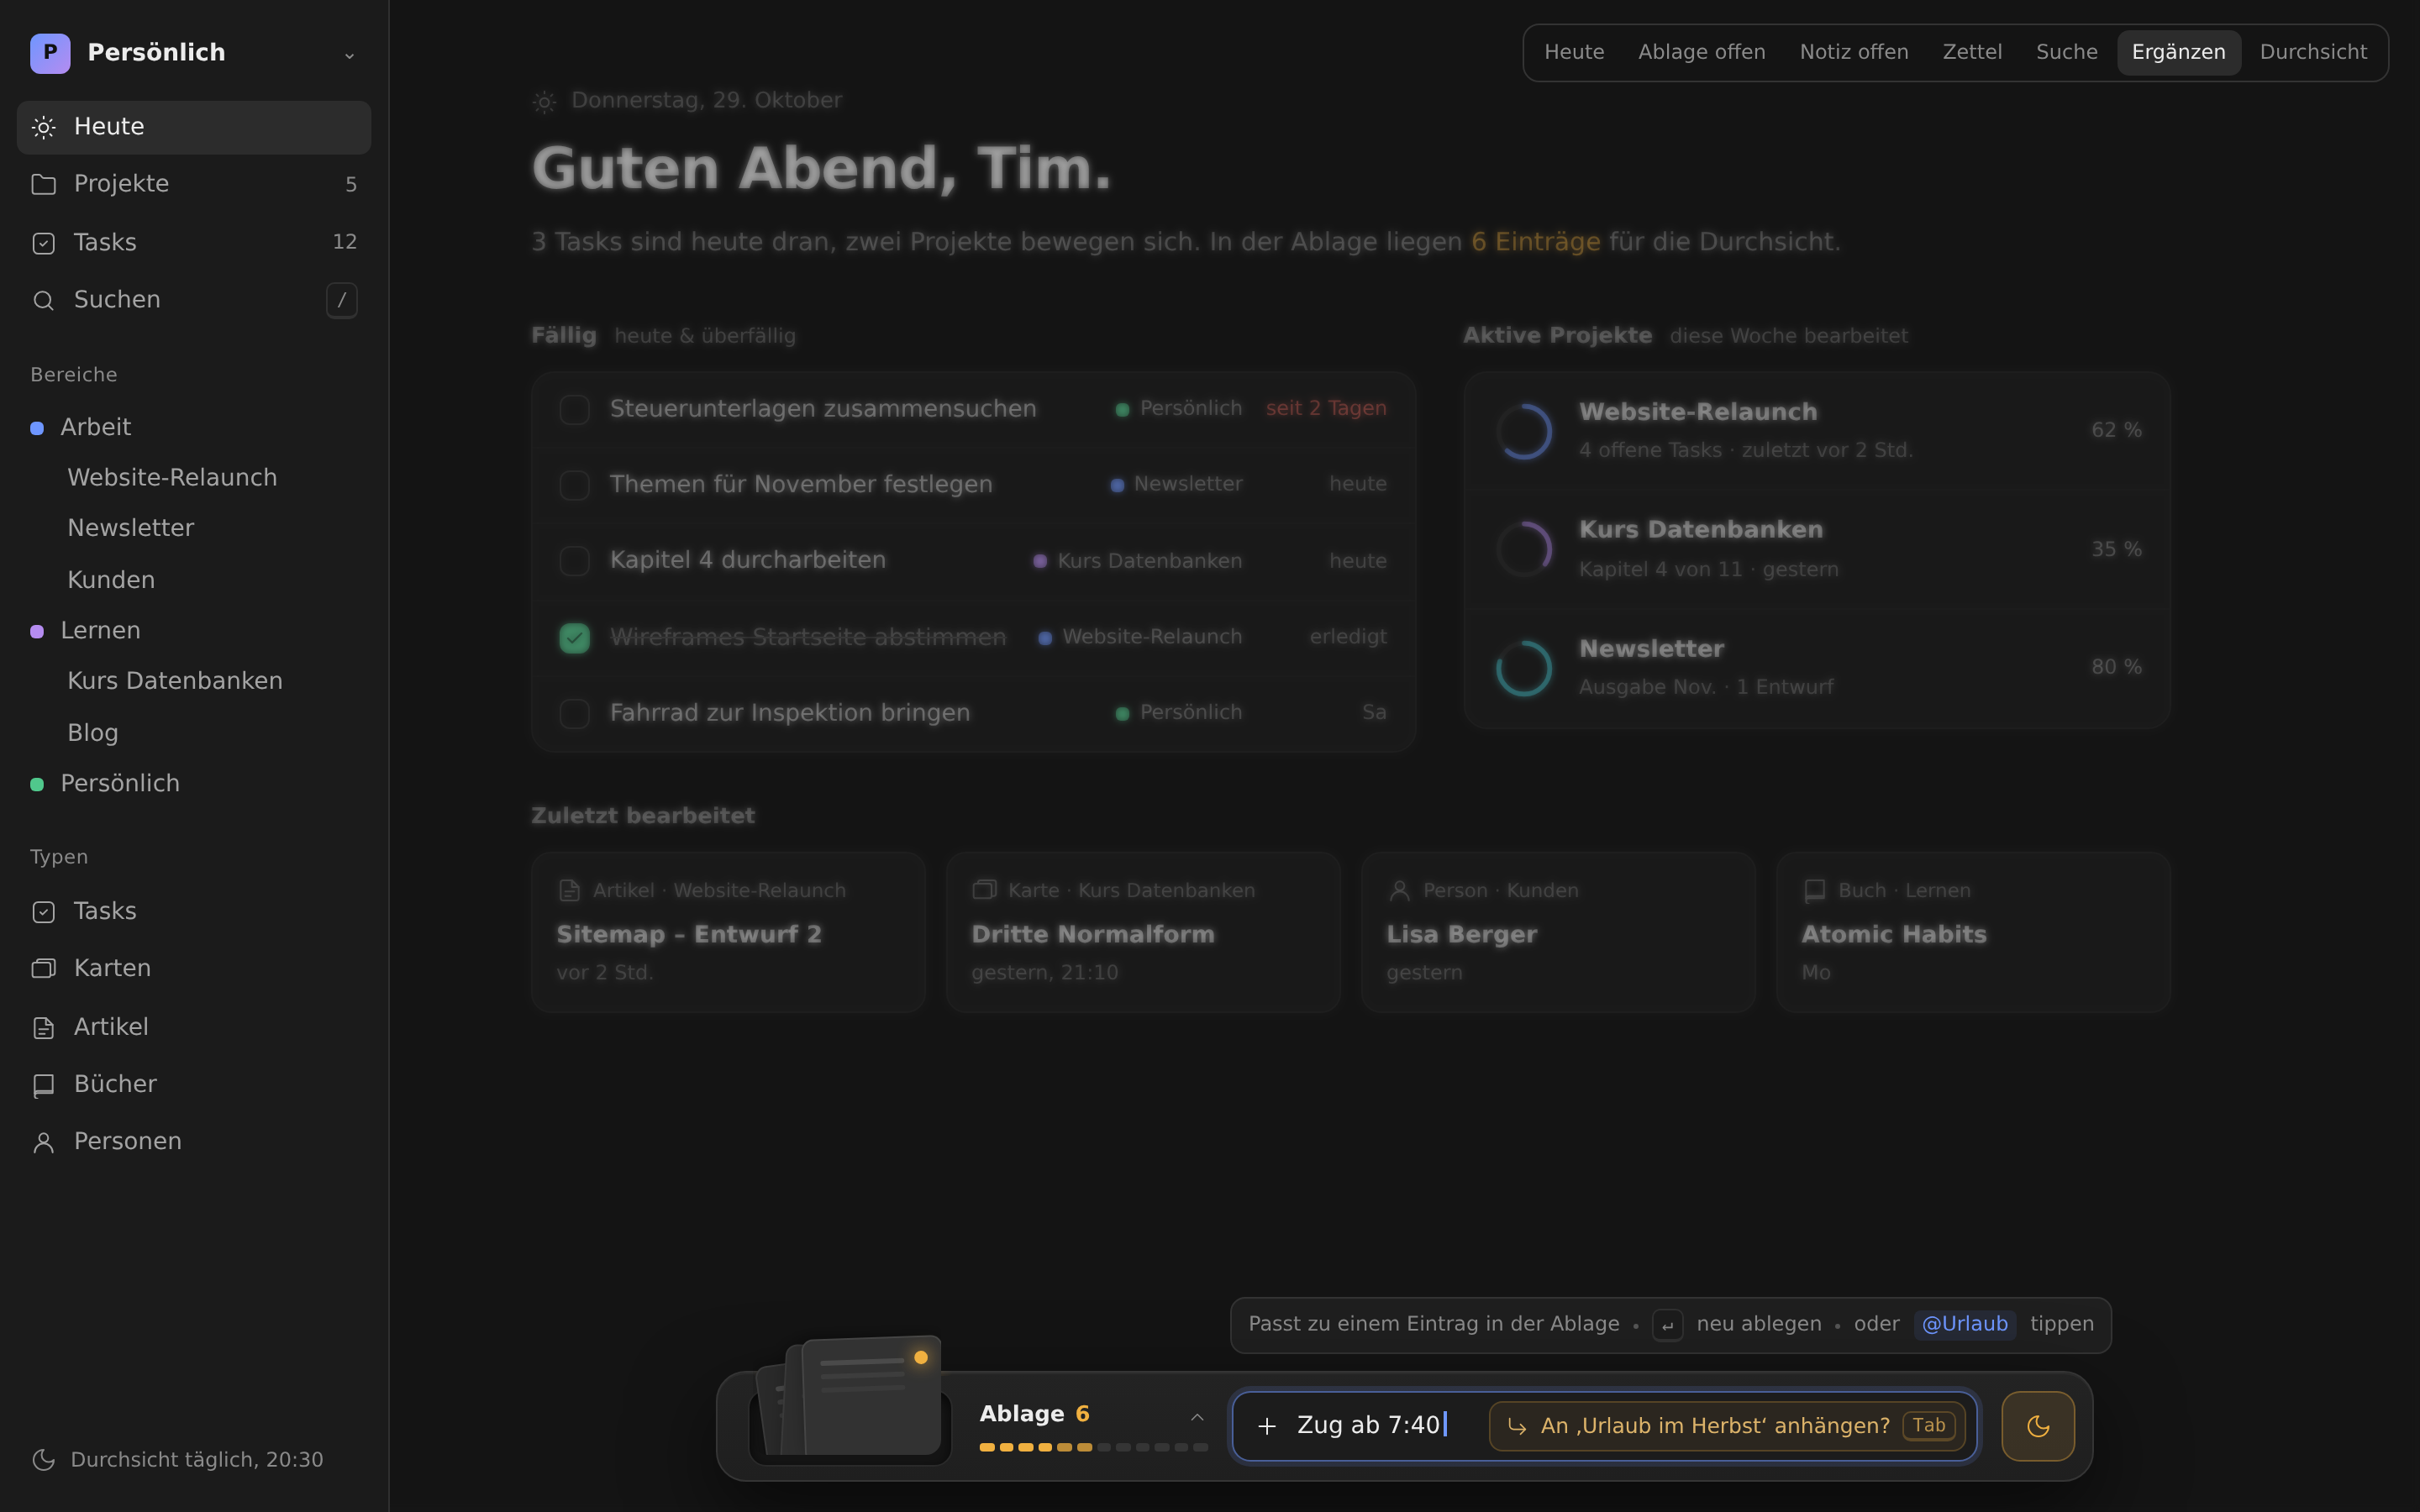 P Persönlich
Heute
Projekte 5
Tasks 12
Suchen /
Bereiche
Arbeit
Website-Relaunch
Newsletter
Kunden
Lernen
Kurs Datenbanken
Blog
Persönlich
Typen
Tasks
Karten
Artikel
Bücher
Personen
Durchsicht täglich, 20:30
Heute Ablage offen Notiz offen Zettel Suche Ergänzen Durchsicht
Donnerstag, 29. Oktober
Guten Abend, Tim.
3 Tasks sind heute dran, zwei Projekte bewegen sich. In der Ablage liegen 6 Einträge für die Durchsicht.
Fällig heute & überfällig
Steuerunterlagen zusammensuchen Persönlich seit 2 Tagen
Themen für November festlegen Newsletter heute
Kapitel 4 durcharbeiten Kurs Datenbanken heute
Wireframes Startseite abstimmen Website-Relaunch erledigt
Fahrrad zur Inspektion bringen Persönlich Sa
Aktive Projekte diese Woche bearbeitet
Website-Relaunch 62 %
4 offene Tasks · zuletzt vor 2 Std.
Kurs Datenbanken 35 %
Kapitel 4 von 11 · gestern
Newsletter 80 %
Ausgabe Nov. · 1 Entwurf
Zuletzt bearbeitet
Artikel · Website-Relaunch
Sitemap – Entwurf 2
vor 2 Std.
Karte · Kurs Datenbanken
Dritte Normalform
gestern, 21:10
Person · Kunden
Lisa Berger
gestern
Buch · Lernen
Atomic Habits
Mo
Passt zu einem Eintrag in der Ablage • ↵ neu ablegen • oder @Urlaub tippen
Ablage 6
Zug ab 7:40 An ‚Urlaub im Herbst‘ anhängen? Tab